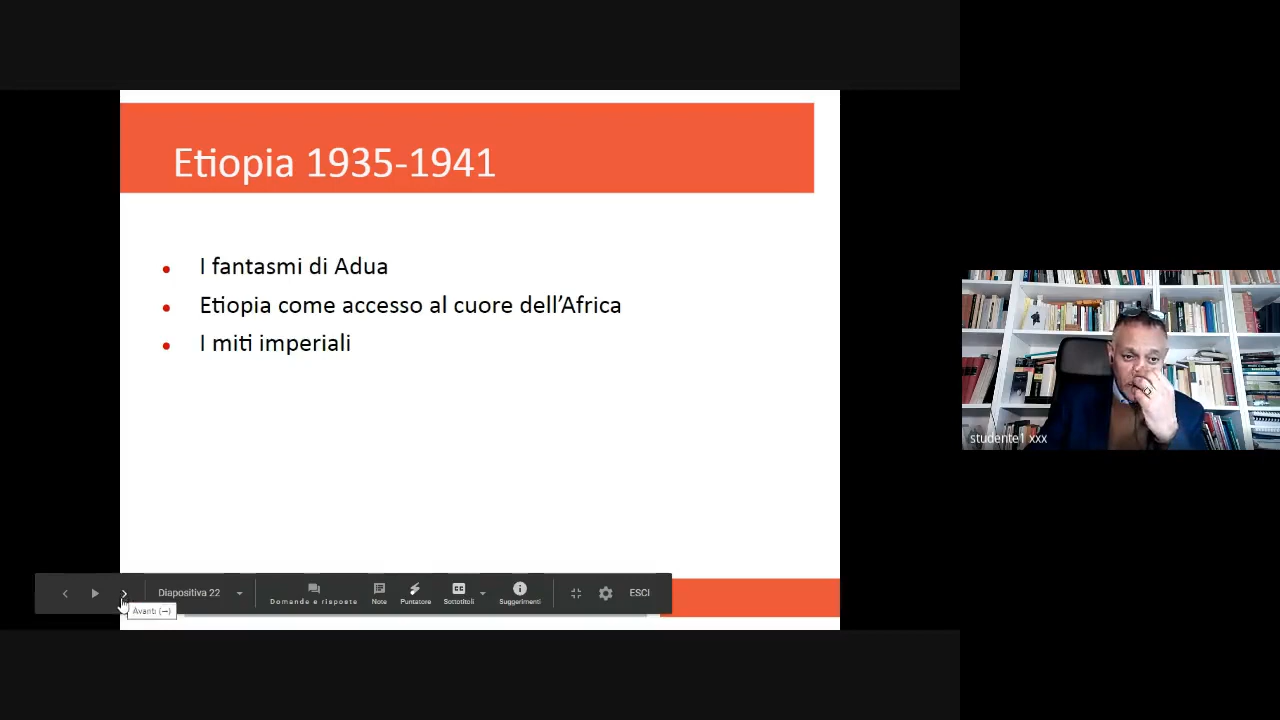 Etiopia 1935-1941
I fantasmi di Adua
Etiopia come accesso al cuore dell'Africa
I miti imperiali
studente1 xxx
Diapositiva 22
Domande e risposte
Note
Puntatore
Sottotitoli
Suggerimenti
ESCI
Avanti (→)